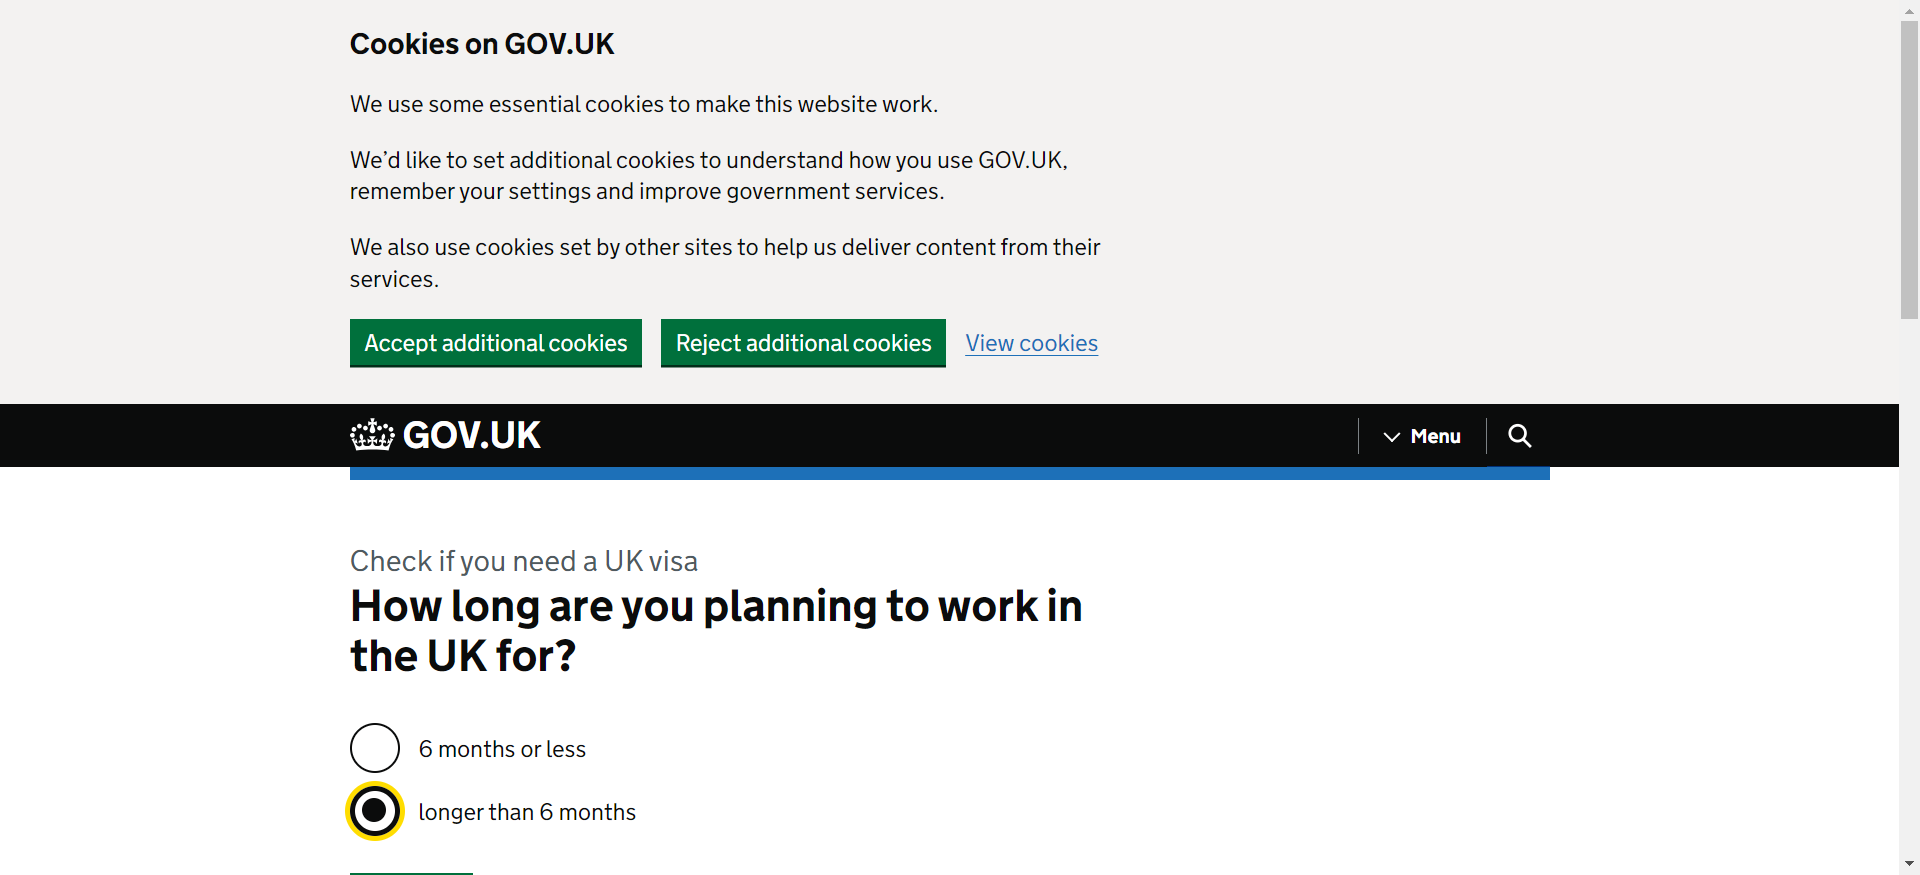 Cookies on GOV.UK
We use some essential cookies to make this website work.
We’d like to set additional cookies to understand how you use GOV.UK,
remember your settings and improve government services.
We also use cookies set by other sites to help us deliver content from their
services.
Accept additional cookies Reject additional cookies View cookies
GOV.UK Menu
Check if you need a UK visa
How long are you planning to work in
the UK for?
6 months or less
longer than 6 months